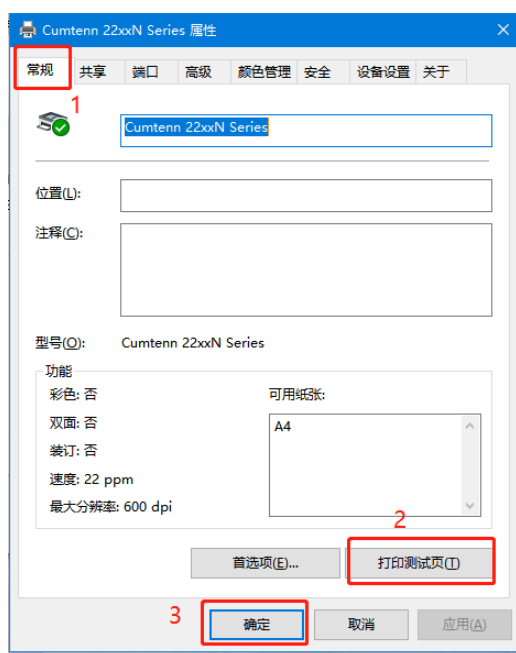 Cumtenn 22xxN Series 属性
常规 共享 端口 高级 颜色管理 安全 设备设置 关于
1
Cumtenn 22xxN Series
位置(L):
注释(C):
型号(O): Cumtenn 22xxN Series
功能
彩色: 否 可用纸张:
双面: 否 A4
装订: 否
速度: 22 ppm
最大分辨率: 600 dpi
2
首选项(E)... 打印测试页(T)
3 确定 取消 应用(A)